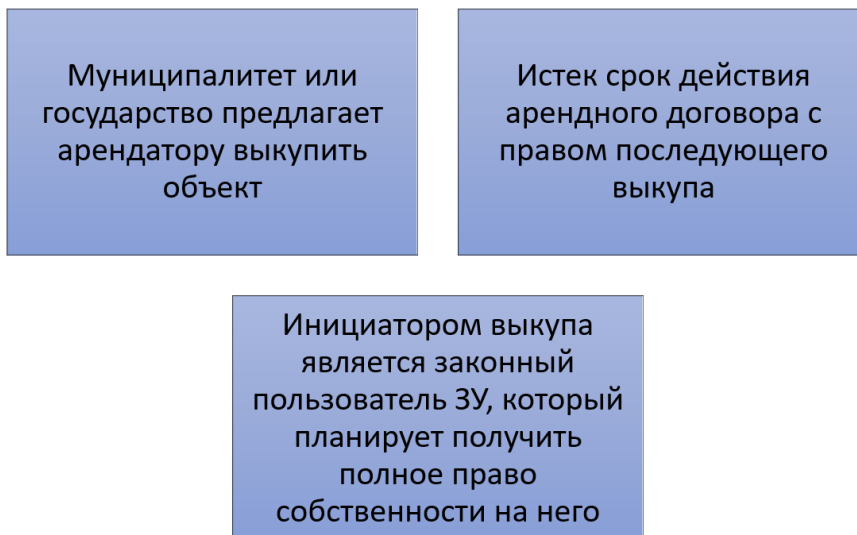 Муниципалитет или
государство предлагает
арендатору выкупить
объект
Истек срок действия
арендного договора с
правом последующего
выкупа
Инициатором выкупа
является законный
пользователь ЗУ, который
планирует получить
полное право
собственности на него